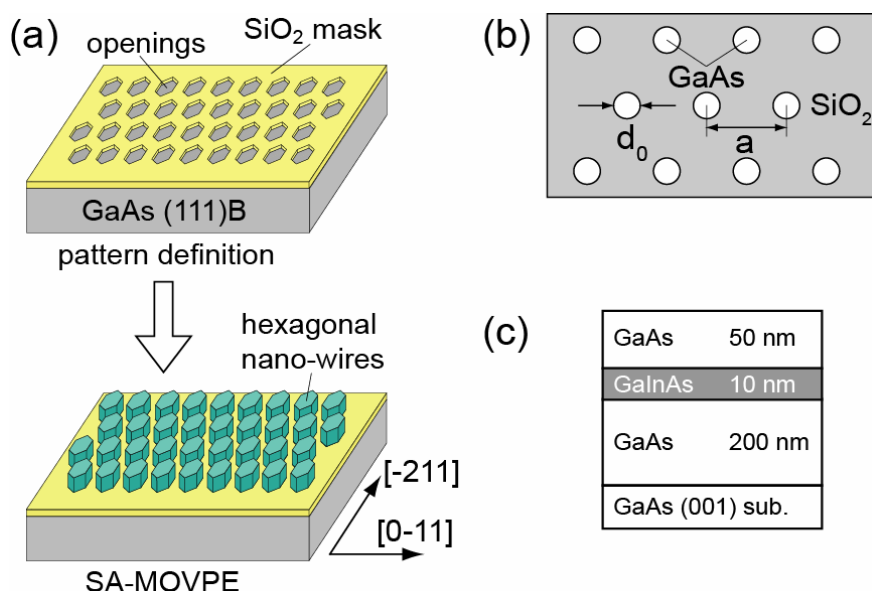 (a)
openings
SiO₂ mask
GaAs (111)B
pattern definition
hexagonal
nano-wires
[-211]
[0-11]
SA-MOVPE
(b)
GaAs
SiO₂
d₀
a
(c)
GaAs 50 nm
GaInAs 10 nm
GaAs 200 nm
GaAs (001) sub.